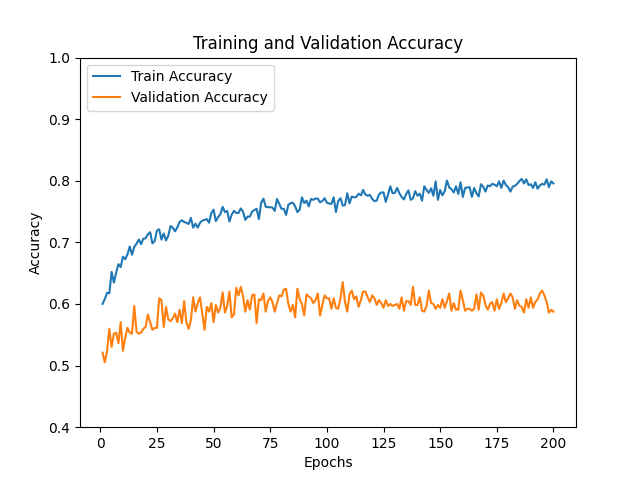 Training and Validation Accuracy
Train Accuracy
Validation Accuracy
Accuracy
1.0
0.9
0.8
0.7
0.6
0.5
0.4
0 25 50 75 100 125 150 175 200
Epochs